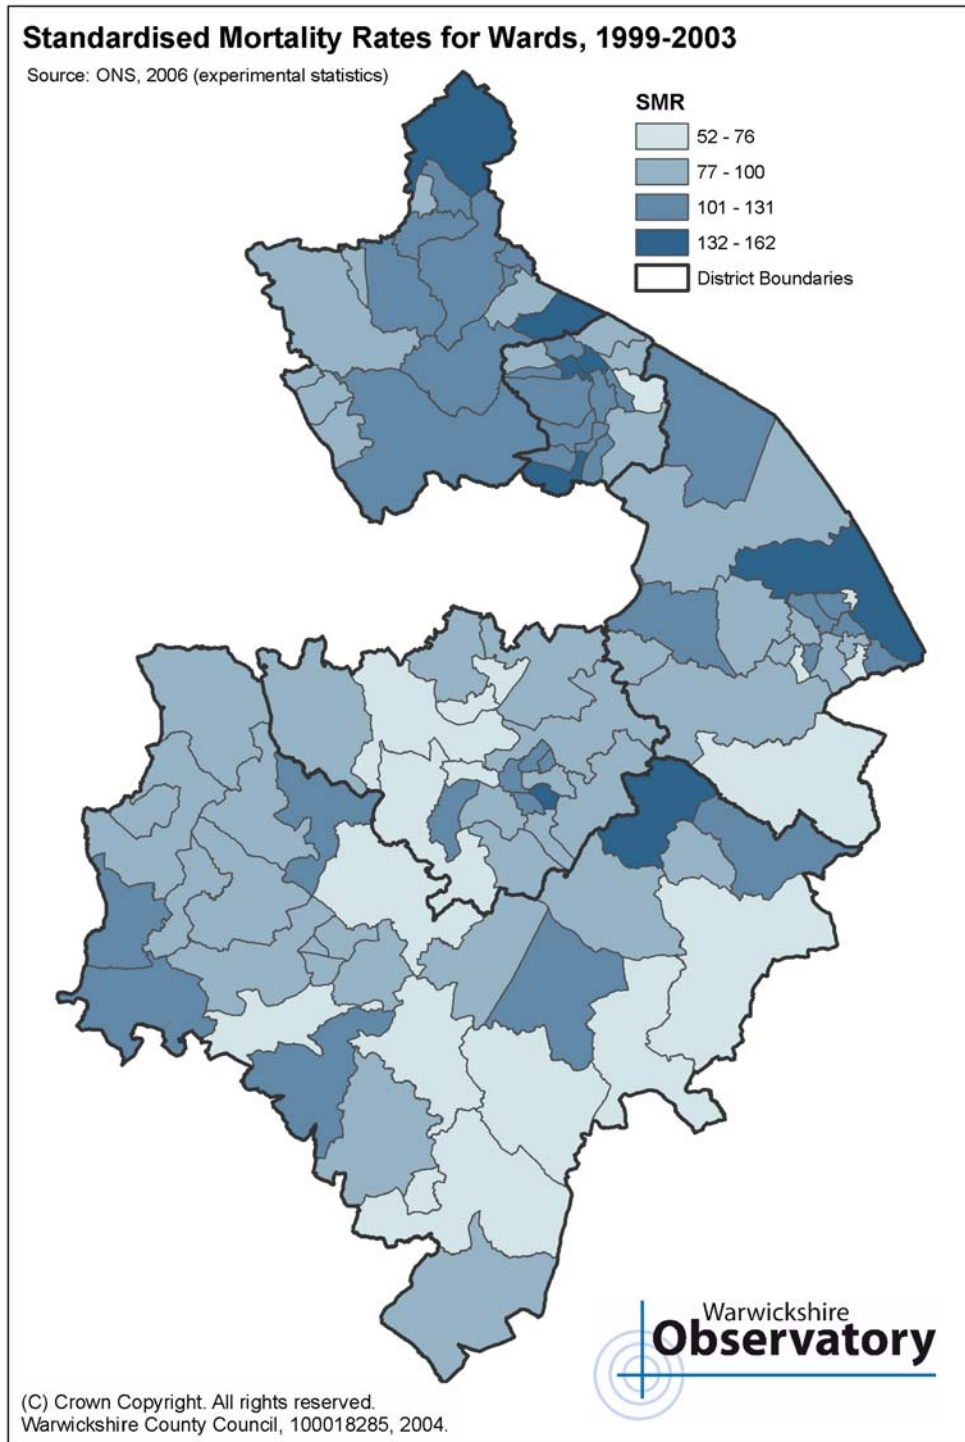 Standardised Mortality Rates for Wards, 1999-2003
Source: ONS, 2006 (experimental statistics)
SMR
52 - 76
77 - 100
101 - 131
132 - 162
District Boundaries
Warwickshire
Observatory
(C) Crown Copyright. All rights reserved.
Warwickshire County Council, 100018285, 2004.